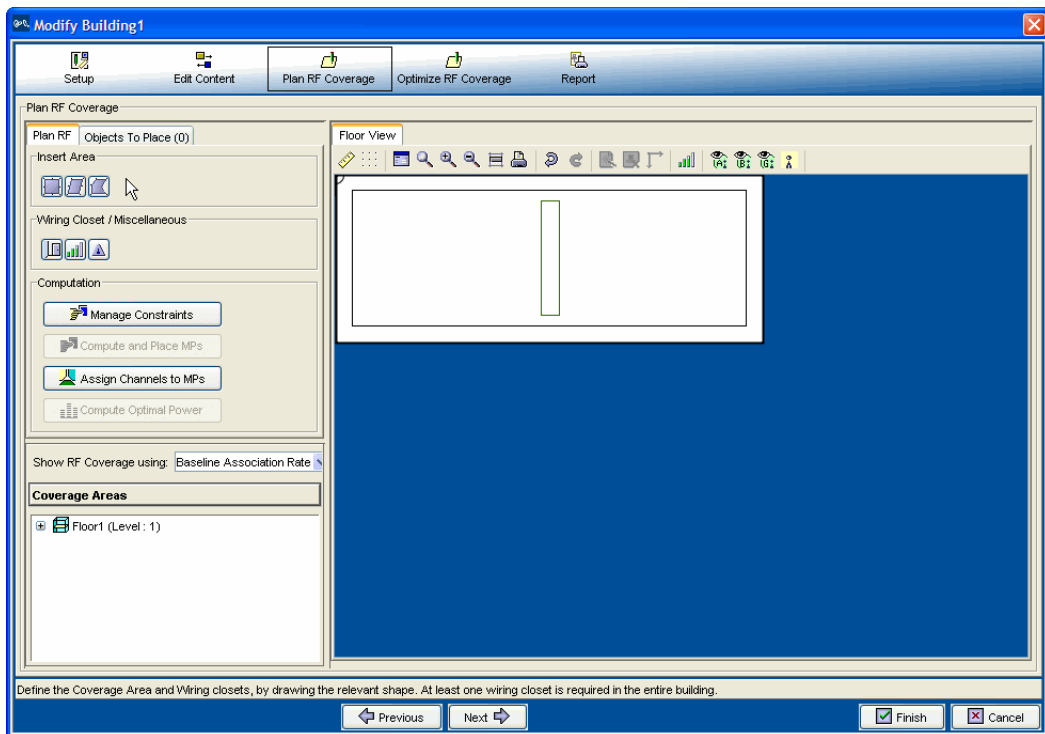 Modify Building1
Setup
Edit Content
Plan RF Coverage
Optimize RF Coverage
Report
Plan RF Coverage
Plan RF
Objects To Place (0)
Floor View
Insert Area
Wiring Closet / Miscellaneous
Computation
Manage Constraints
Compute and Place MPs
Assign Channels to MPs
Compute Optimal Power
Show RF Coverage using: Baseline Association Rate
Coverage Areas
Floor1 (Level : 1)
Define the Coverage Area and Wiring closets, by drawing the relevant shape. At least one wiring closet is required in the entire building.
Previous
Next
Finish
Cancel